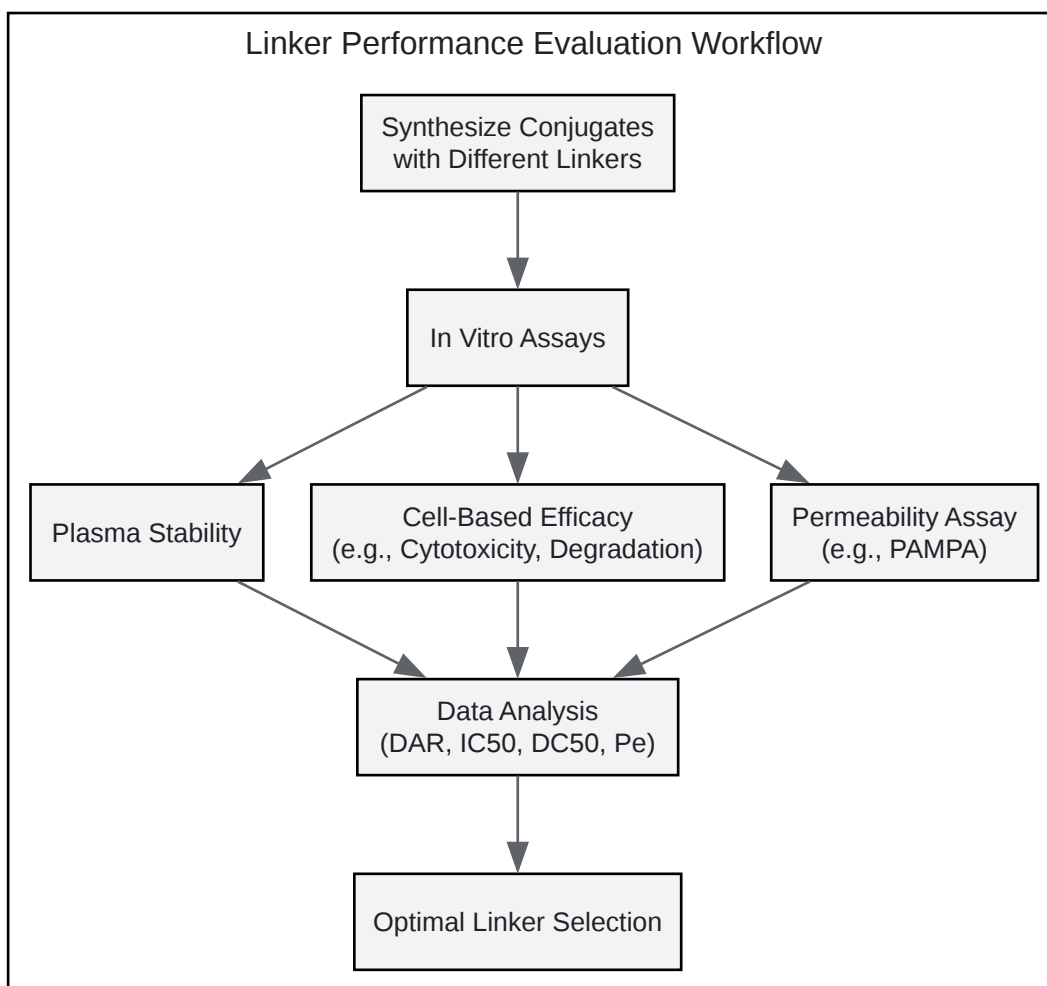 Linker Performance Evaluation Workflow
Synthesize Conjugates
with Different Linkers
In Vitro Assays
Plasma Stability
Cell-Based Efficacy
(e.g., Cytotoxicity, Degradation)
Permeability Assay
(e.g., PAMPA)
Data Analysis
(DAR, IC50, DC50, Pe)
Optimal Linker Selection